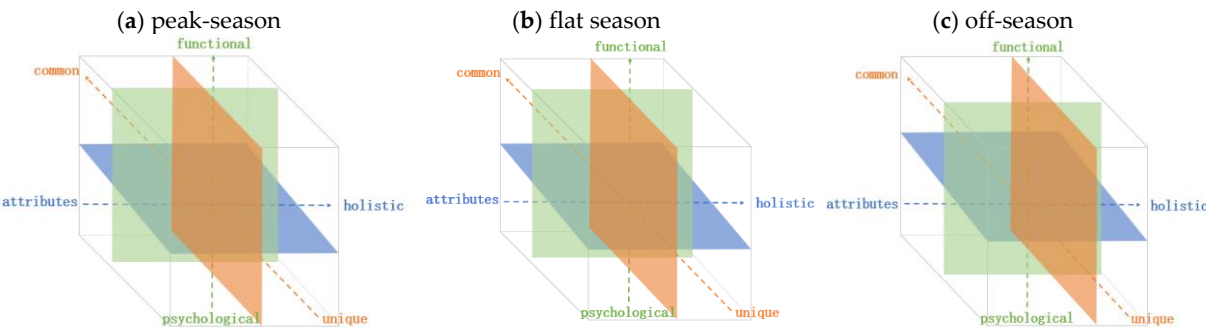 (a) peak-season
functional
common
attributes
holistic
psychological
unique
(b) flat season
functional
common
attributes
holistic
psychological
unique
(c) off-season
functional
common
attributes
holistic
psychological
unique